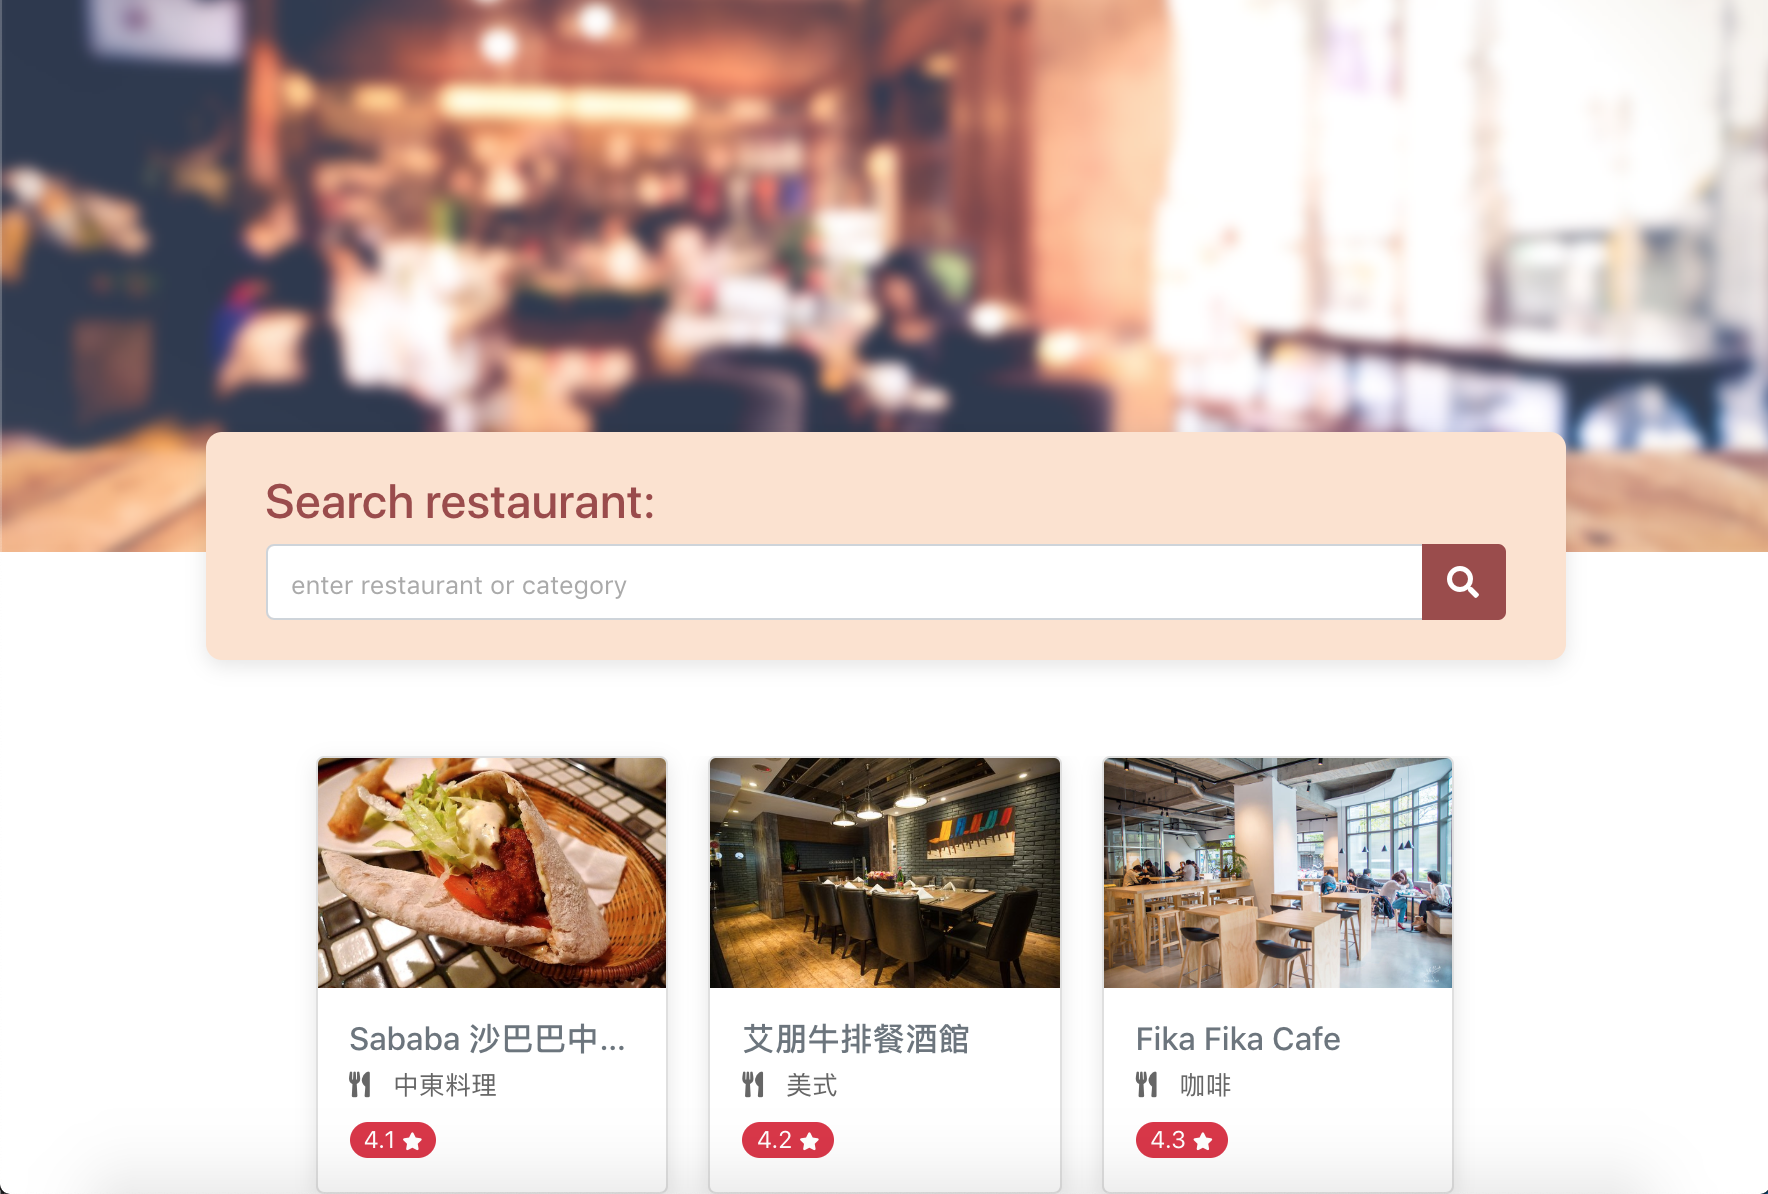 Search restaurant:
enter restaurant or category
Sababa 沙巴巴中...
中東料理
4.1
艾朋牛排餐酒館
美式
4.2
Fika Fika Cafe
咖啡
4.3